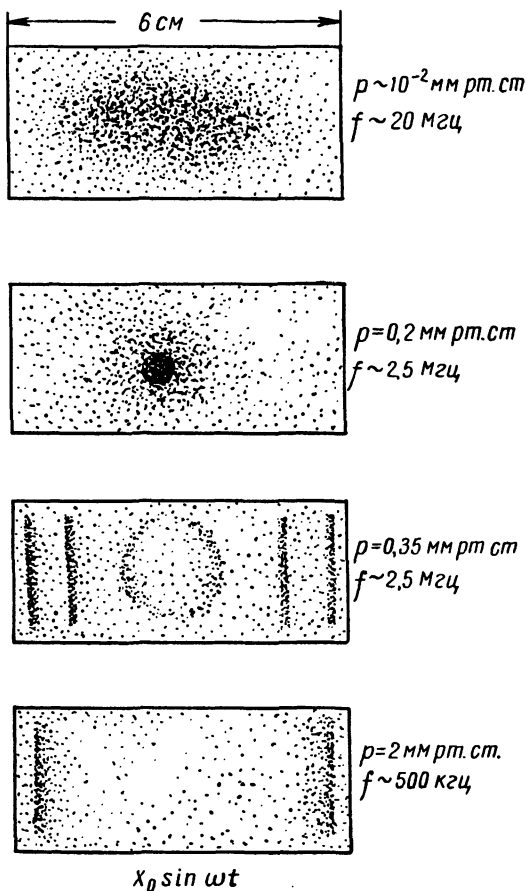 6 см
p ~ 10⁻² мм рт. ст
f ~ 20 Мгц
p = 0,2 мм рт. ст
f ~ 2,5 Мгц
p = 0,35 мм рт ст
f ~ 2,5 Мгц
p = 2 мм рт. ст.
f ~ 500 кгц
X₀ sin ωt